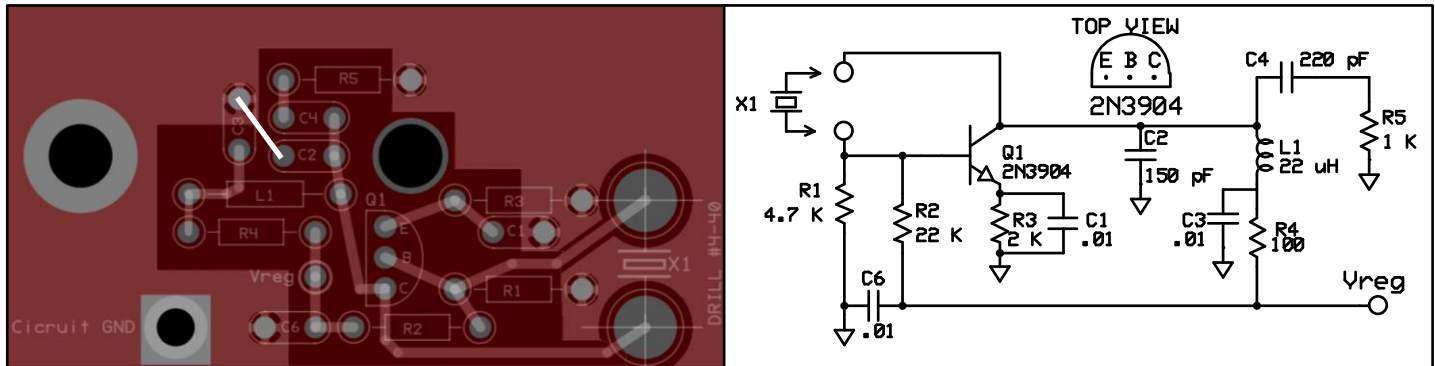 R5
C3
C4
C2
L1
Q1
R3
R4
E
C1
B
Vreg
X1
C
R1
Cicruit GND
C6
R2
DRILL #4-40
TOP VIEW
E B C
2N3904
C4
220 pF
X1
R5
1 K
Q1
2N3904
C2
150 pF
L1
22 uH
R1
4.7 K
R2
22 K
R3
2 K
C1
.01
C3
.01
R4
100
C6
.01
Vreg